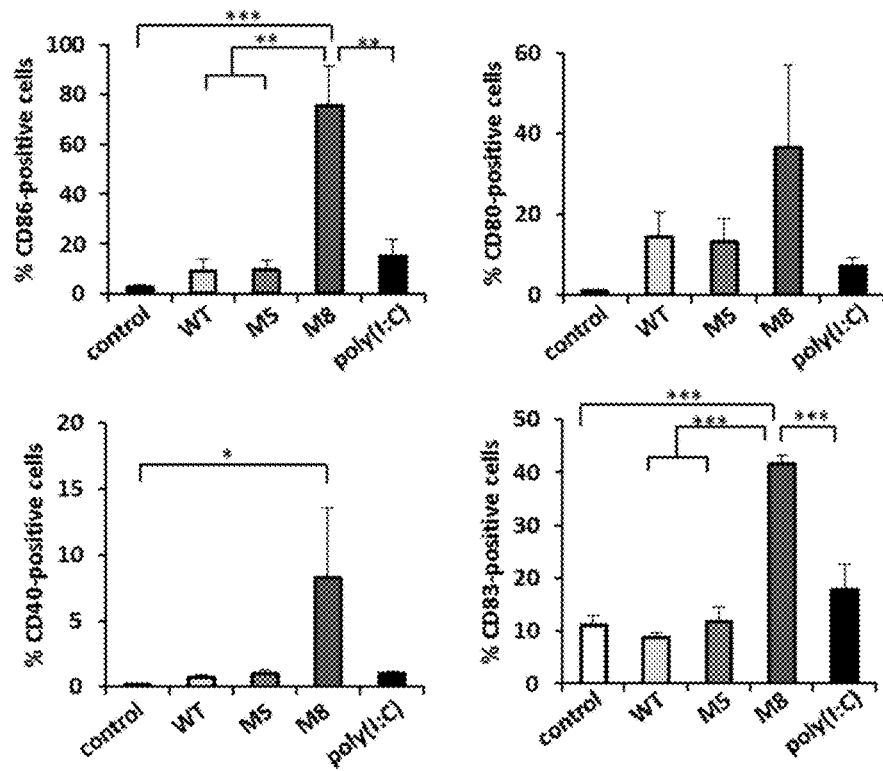 % CD86-positive cells
100
80
60
40
20
0
***
**
**
control
WT
M5
M8
poly(I:C)
% CD80-positive cells
60
40
20
0
control
WT
M5
M8
poly(I:C)
% CD40-positive cells
20
15
10
5
0
*
control
WT
M5
M8
poly(I:C)
% CD83-positive cells
50
40
30
20
10
0
***
***
***
control
WT
M5
M8
poly(I:C)